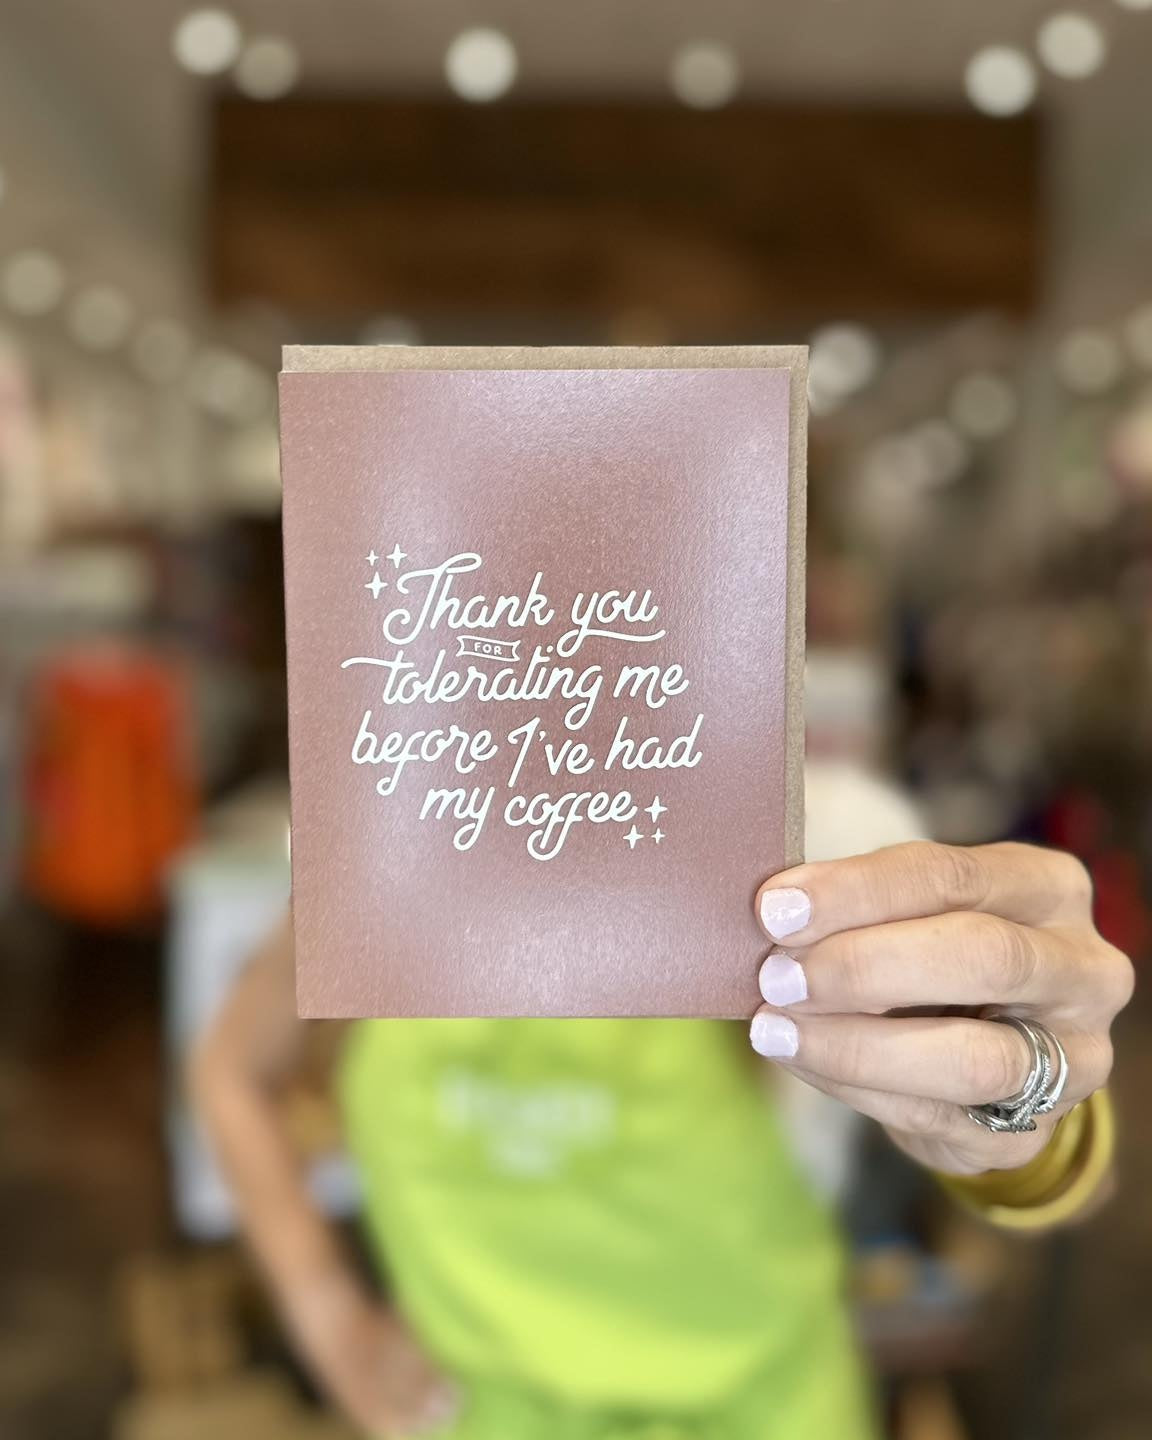 Thank you
FOR
tolerating me
before I've had
my coffee